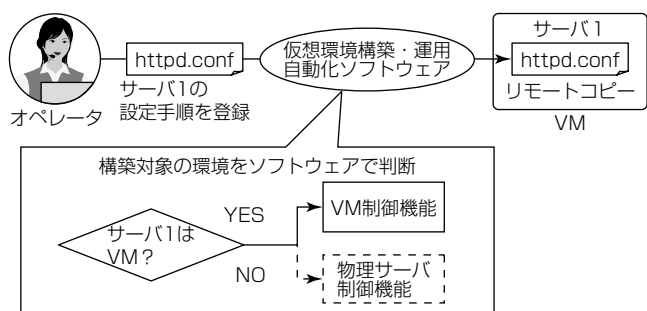 オペレータ
httpd.conf
サーバ1の
設定手順を登録
仮想環境構築・運用
自動化ソフトウェア
サーバ1
httpd.conf
リモートコピー
VM
構築対象の環境をソフトウェアで判断
サーバ1は
VM？
YES
VM制御機能
NO
物理サーバ
制御機能